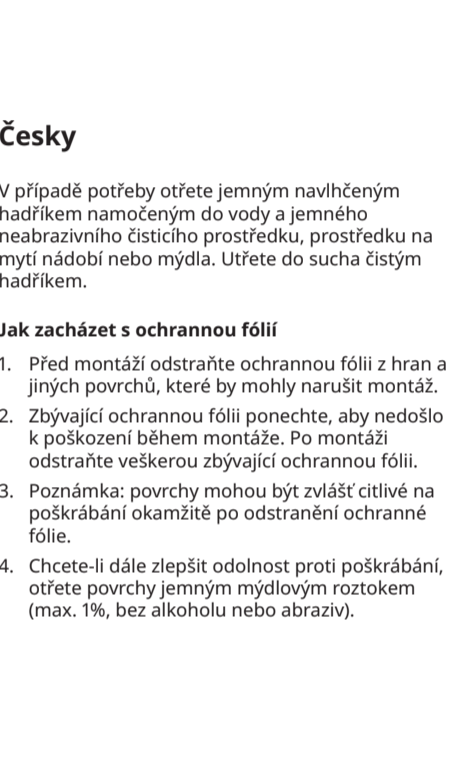 Česky
V případě potřeby otřete jemným navlhčeným
hadříkem namočeným do vody a jemného
neabrazivního čisticího prostředku, prostředku na
mytí nádobí nebo mýdla. Utřete do sucha čistým
hadříkem.
Jak zacházet s ochrannou fólií
1. Před montáží odstraňte ochrannou fólii z hran a
jiných povrchů, které by mohly narušit montáž.
2. Zbývající ochrannou fólii ponechte, aby nedošlo
k poškození během montáže. Po montáži
odstraňte veškerou zbývající ochrannou fólii.
3. Poznámka: povrchy mohou být zvlášť citlivé na
poškrábání okamžitě po odstranění ochranné
fólie.
4. Chcete-li dále zlepšit odolnost proti poškrábání,
otřete povrchy jemným mýdlovým roztokem
(max. 1%, bez alkoholu nebo abraziv).